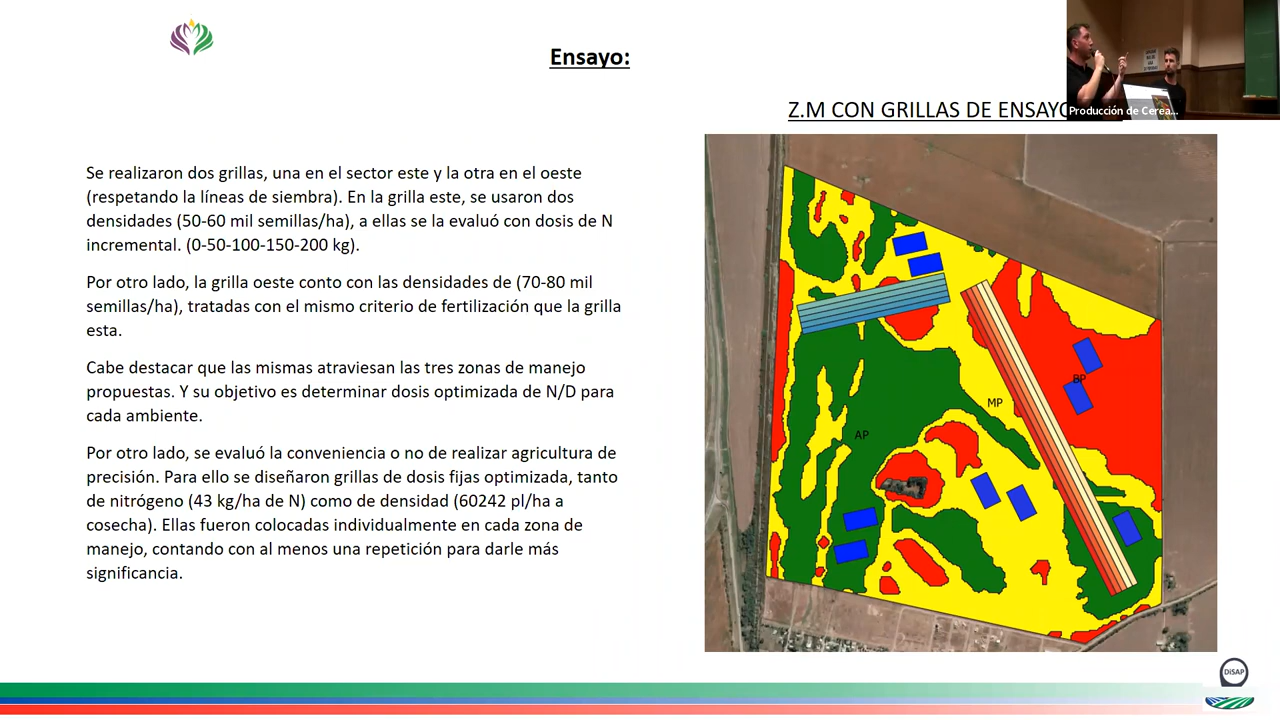 Ensayo:
Z.M CON GRILLAS DE ENSAYO
Producción de Cerea...
Se realizaron dos grillas, una en el sector este y la otra en el oeste
(respetando la líneas de siembra). En la grilla este, se usaron dos
densidades (50-60 mil semillas/ha), a ellas se la evaluó con dosis de N
incremental. (0-50-100-150-200 kg).
Por otro lado, la grilla oeste conto con las densidades de (70-80 mil
semillas/ha), tratadas con el mismo criterio de fertilización que la grilla
esta.
Cabe destacar que las mismas atraviesan las tres zonas de manejo
propuestas. Y su objetivo es determinar dosis optimizada de N/D para
cada ambiente.
Por otro lado, se evaluó la conveniencia o no de realizar agricultura de
precisión. Para ello se diseñaron grillas de dosis fijas optimizada, tanto
de nitrógeno (43 kg/ha de N) como de densidad (60242 pl/ha a
cosecha). Ellas fueron colocadas individualmente en cada zona de
manejo, contando con al menos una repetición para darle más
significancia.
BP
MP
AP
DiSAP